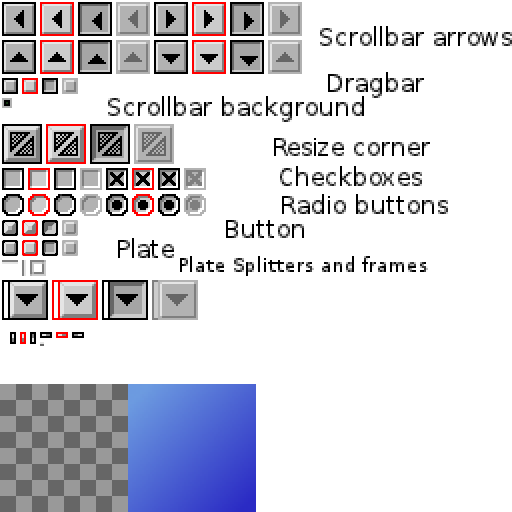 Scrollbar arrows
Dragbar
Scrollbar background
Resize corner
Checkboxes
Radio buttons
Button
Plate
Plate Splitters and frames